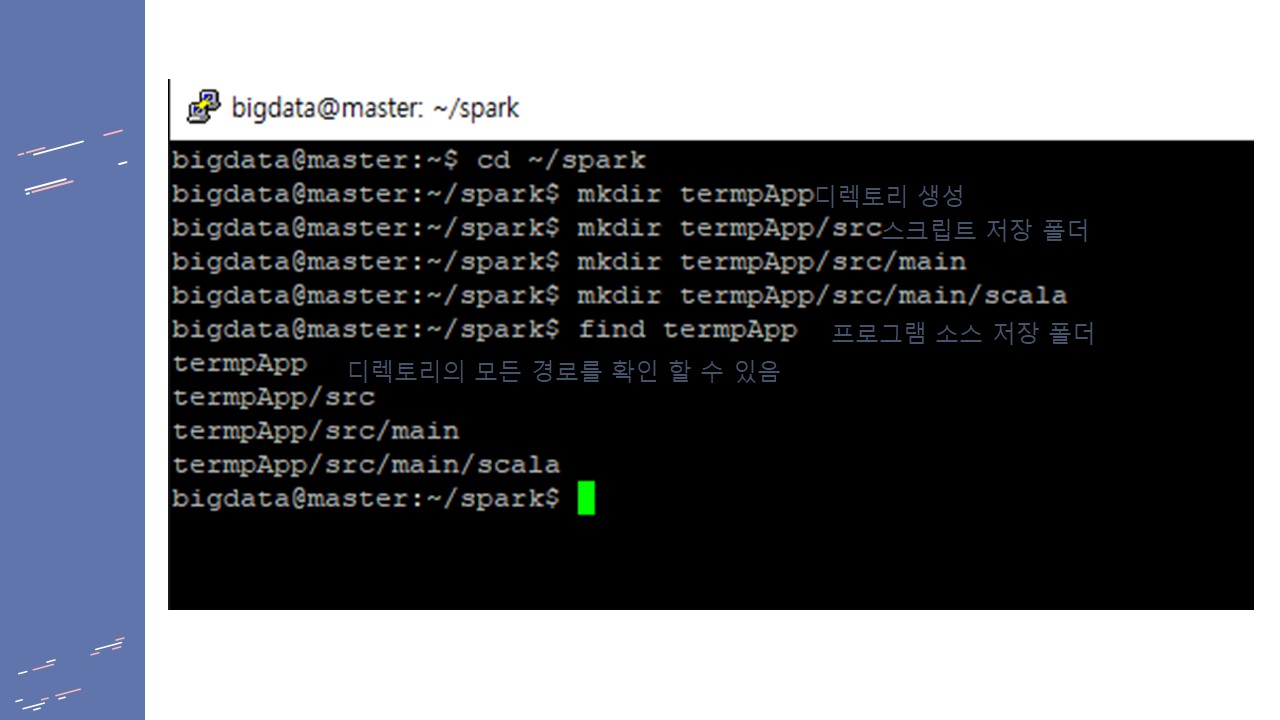 bigdata@master: ~/spark
bigdata@master:~$ cd ~/spark
bigdata@master:~/spark$ mkdir termpApp디렉토리 생성
bigdata@master:~/spark$ mkdir termpApp/src스크립트 저장 폴더
bigdata@master:~/spark$ mkdir termpApp/src/main
bigdata@master:~/spark$ mkdir termpApp/src/main/scala
bigdata@master:~/spark$ find termpApp 프로그램 소스 저장 폴더
termpApp 디렉토리의 모든 경로를 확인 할 수 있음
termpApp/src
termpApp/src/main
termpApp/src/main/scala
bigdata@master:~/spark$